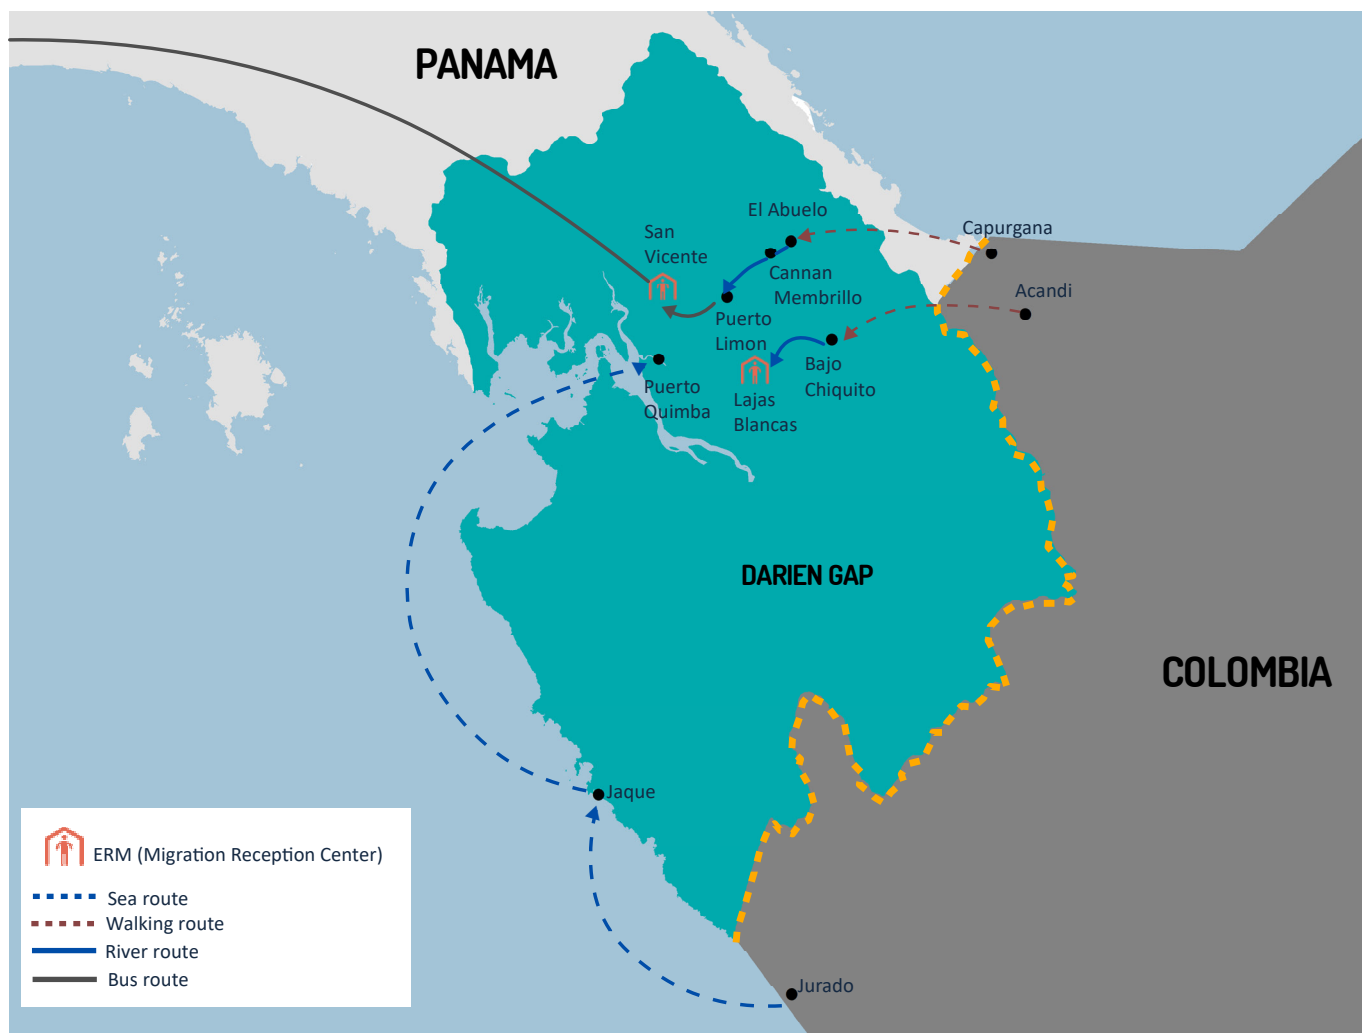 PANAMA
El Abuelo
San
Vicente
Capurgana
Cannan
Membrillo
Acandi
Puerto
Limon
Bajo
Chiquito
Puerto
Quimba
Lajas
Blancas
DARIEN GAP
COLOMBIA
Jaque
Jurado
ERM (Migration Reception Center)
Sea route
Walking route
River route
Bus route